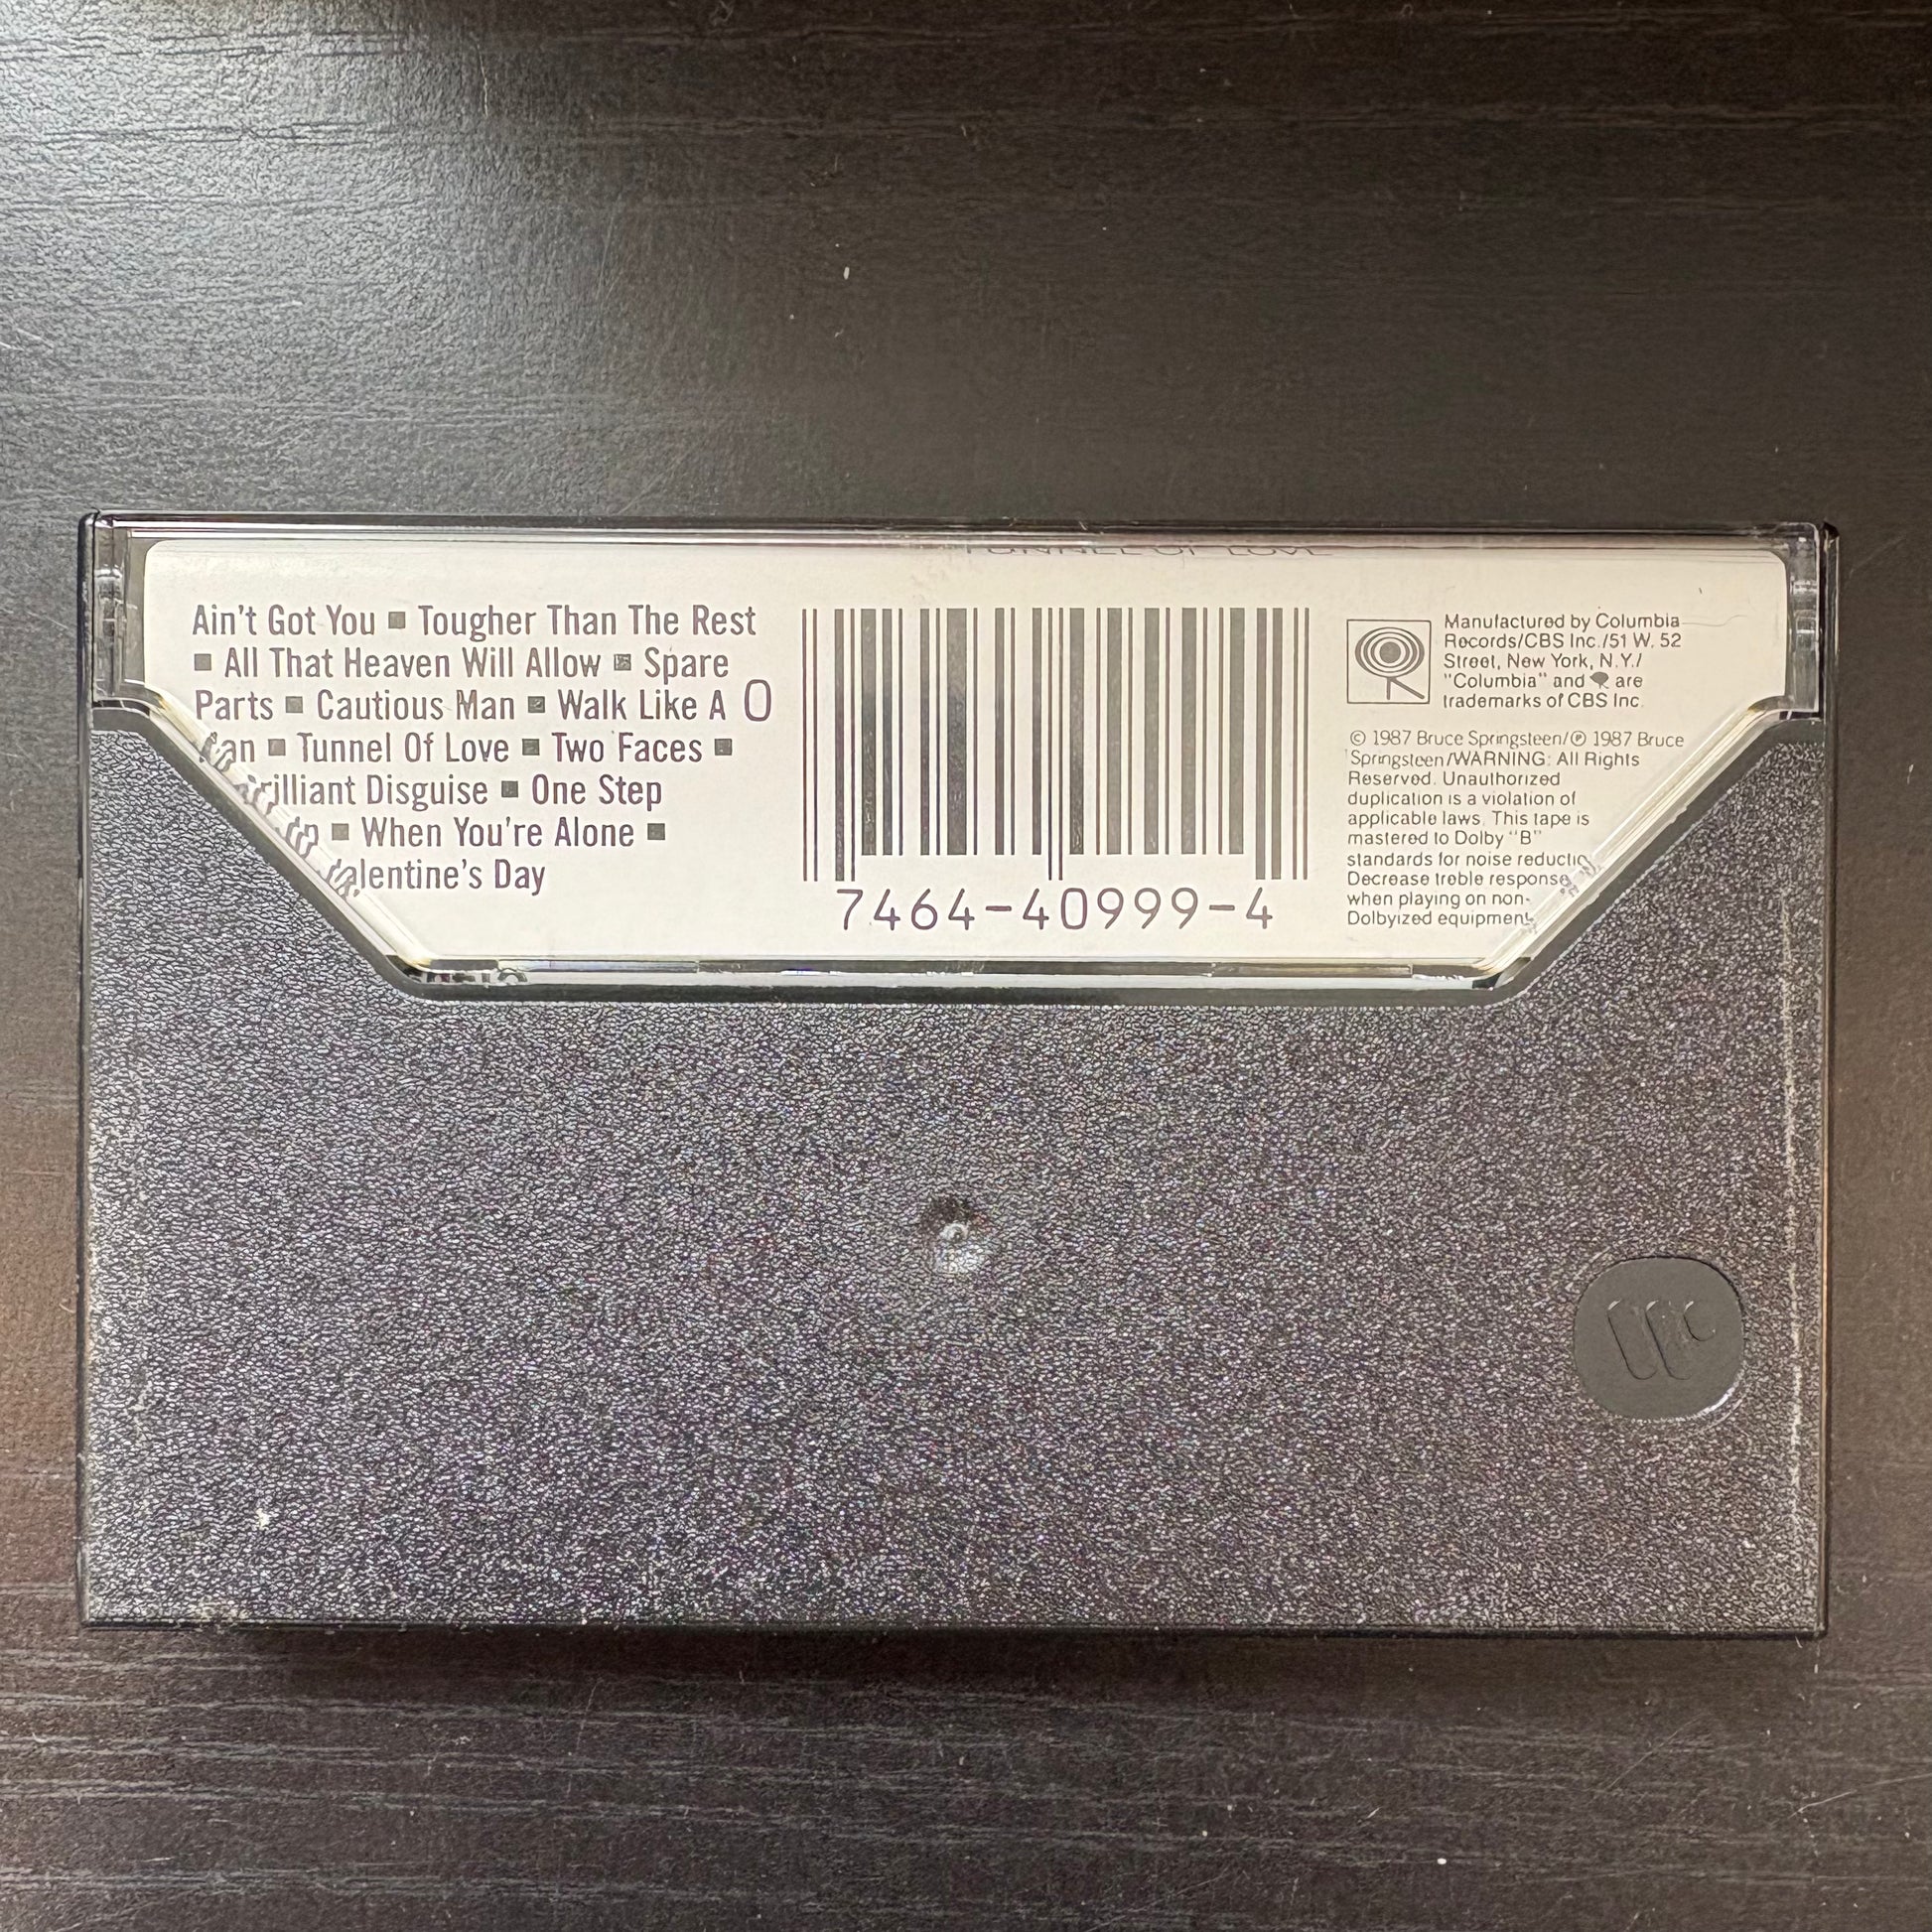 Ain't Got You ■ Tougher Than The Rest
■ All That Heaven Will Allow ■ Spare
Parts ■ Cautious Man ■ Walk Like A
■ Tunnel Of Love ■ Two Faces ■
Brilliant Disguise ■ One Step
■ When You're Alone ■
Valentine's Day
0
7464-40999-4
Manufactured by Columbia
Records/CBS Inc./51 W. 52
Street, New York, N.Y./
"Columbia" and are
trademarks of CBS Inc.
© 1987 Bruce Springsteen/℗ 1987 Bruce
Springsteen/WARNING: All Rights
Reserved. Unauthorized
duplication is a violation of
applicable laws. This tape is
mastered to Dolby "B"
standards for noise reduction
Decrease treble response
when playing on non-
Dolbyized equipment